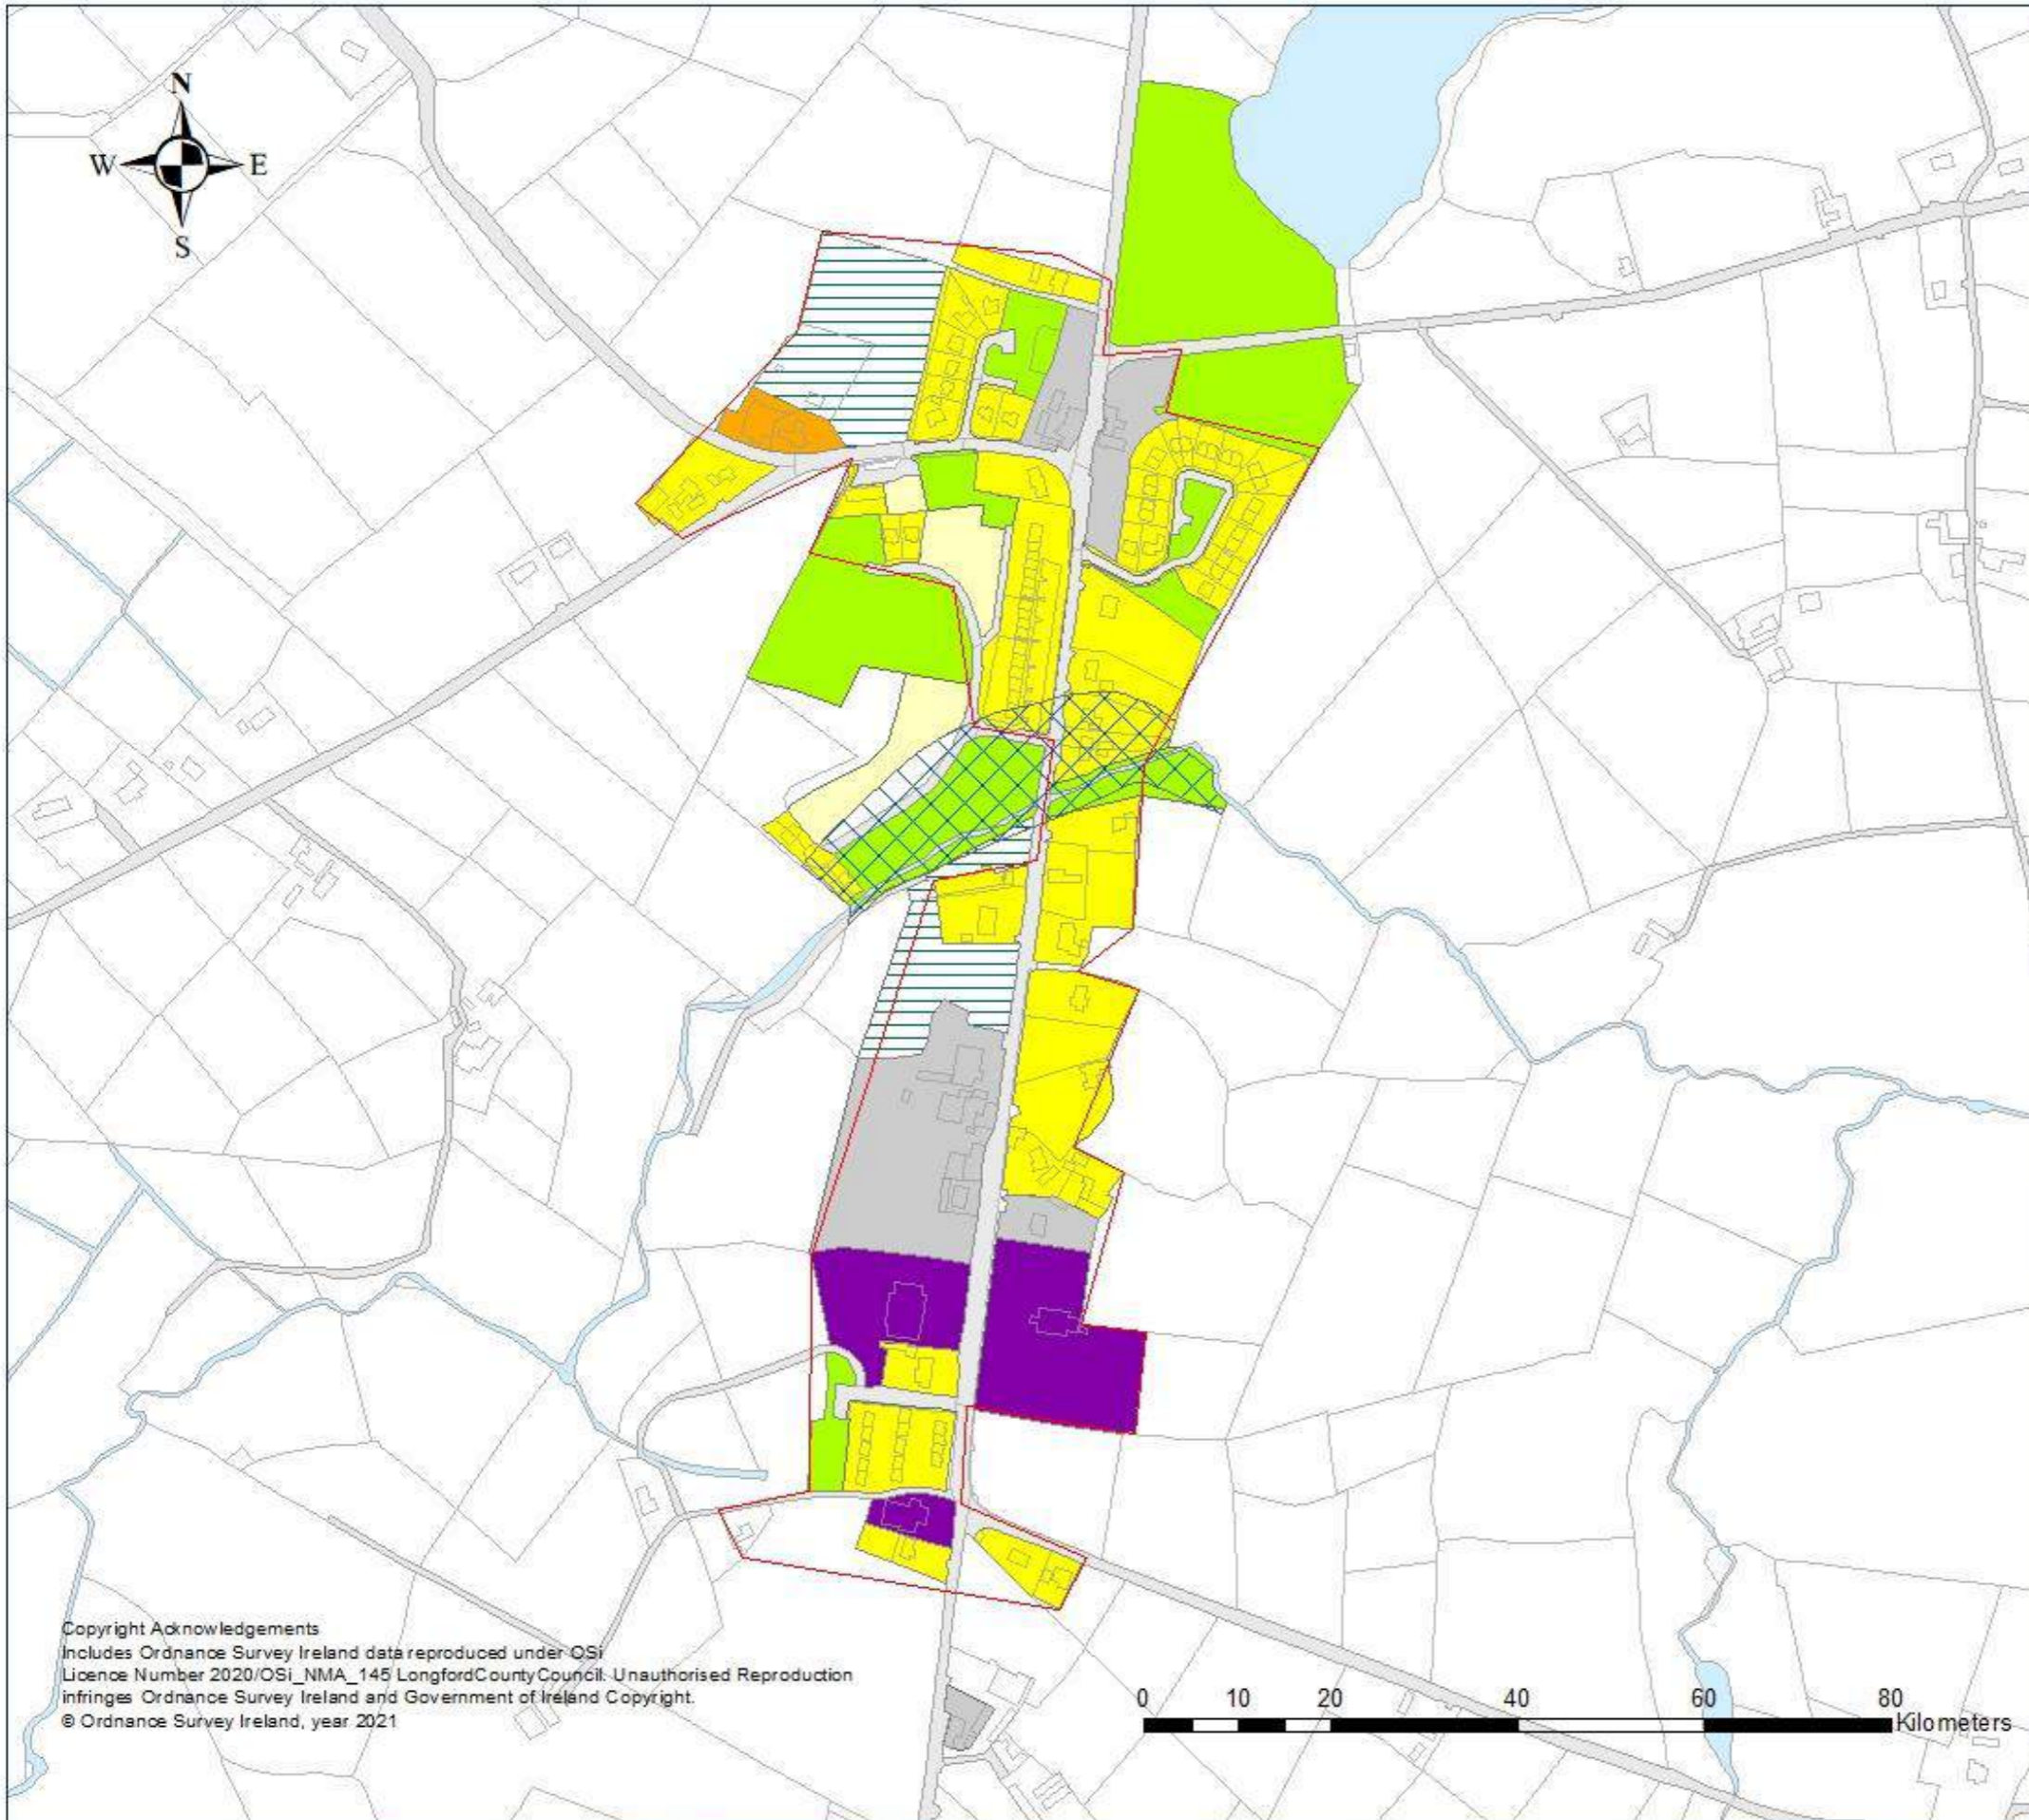 N
W E
S
Copyright Acknowledgements
Includes Ordnance Survey Ireland data reproduced under OSi
Licence Number 2020/OSi_NMA_145 LongfordCountyCouncil. Unauthorised Reproduction
infringes Ordnance Survey Ireland and Government of Ireland Copyright.
© Ordnance Survey Ireland, year 2021
0 10 20 40 60 80
Kilometers